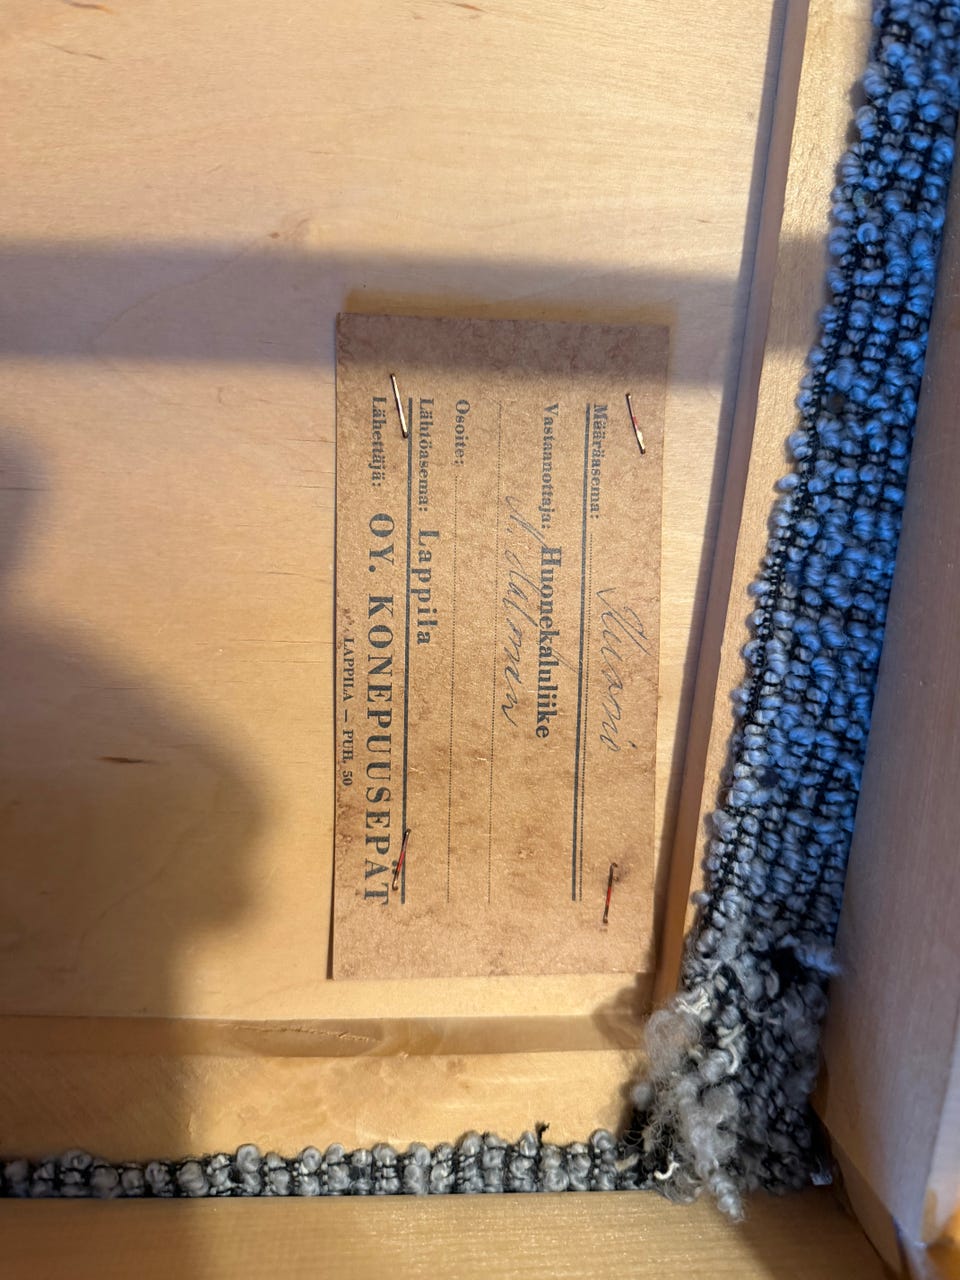 Määräasema:
Vastaanottaja: Huonekaluliike
Osoite:
Lähtöasema: Lappila
Lähettäjä: OY. KONEPUUSEPÄT
LAPPILA — PUH. 50